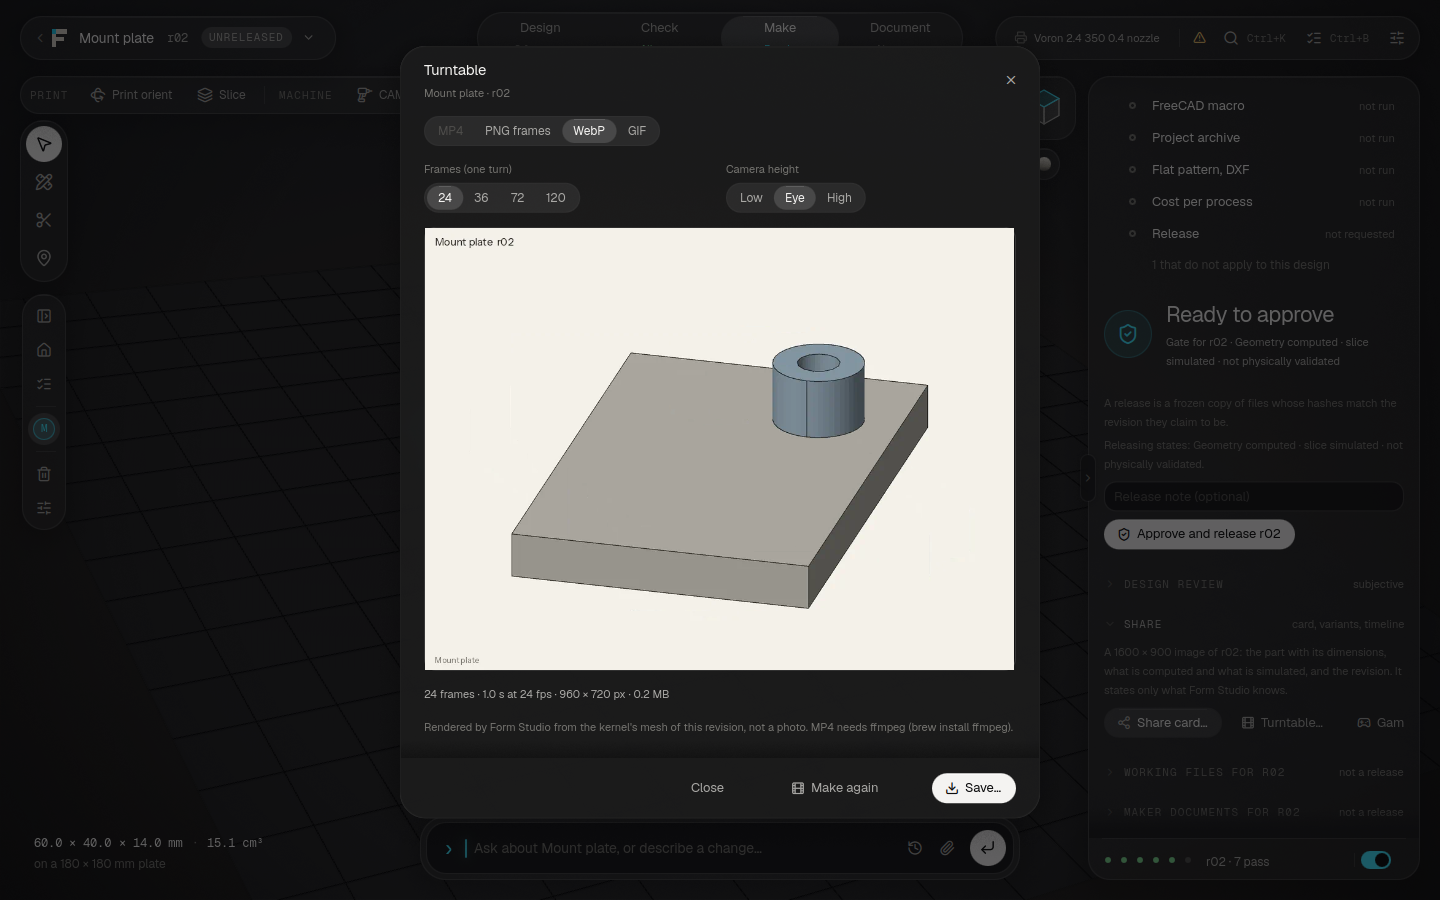 Mount plate r02 UNRELEASED
Design Check Make Document
Voron 2.4 350 0.4 nozzle Ctrl+K Ctrl+B
PRINT Print orient Slice MACHINE CAM
Turntable
Mount plate · r02
MP4 PNG frames WebP GIF
Frames (one turn) Camera height
24 36 72 120 Low Eye High
Mount plate r02
Mount plate
24 frames · 1.0 s at 24 fps · 960 × 720 px · 0.2 MB
Rendered by Form Studio from the kernel's mesh of this revision, not a photo. MP4 needs ffmpeg (brew install ffmpeg).
Close Make again Save…
M
FreeCAD macro not run
Project archive not run
Flat pattern, DXF not run
Cost per process not run
Release not requested
1 that do not apply to this design
Ready to approve
Gate for r02 · Geometry computed · slice
simulated · not physically validated
A release is a frozen copy of files whose hashes match the
revision they claim to be.
Releasing states: Geometry computed · slice simulated · not
physically validated.
Release note (optional)
Approve and release r02
DESIGN REVIEW subjective
SHARE card, variants, timeline
A 1600 × 900 image of r02: the part with its dimensions,
what is computed and what is simulated, and the revision. It
states only what Form Studio knows.
Share card… Turntable… Gam
WORKING FILES FOR R02 not a release
MAKER DOCUMENTS FOR R02 not a release
r02 · 7 pass
60.0 × 40.0 × 14.0 mm · 15.1 cm³
on a 180 × 180 mm plate
Ask about Mount plate, or describe a change…